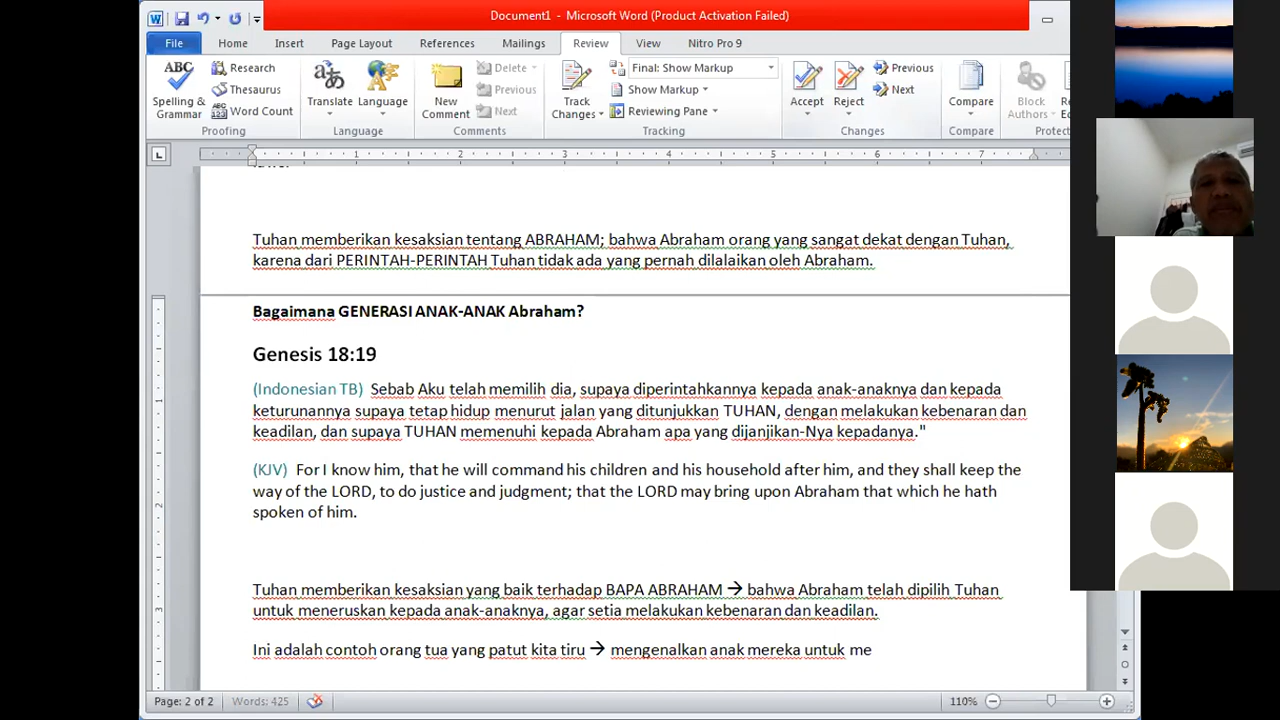 Document1 - Microsoft Word (Product Activation Failed)
File Home Insert Page Layout References Mailings Review View Nitro Pro 9
ABC Research Delete Final: Show Markup Previous
Thesaurus Previous Show Markup Next
Spelling & Grammar Word Count Translate Language New Comment Next Track Changes Reviewing Pane Accept Reject Compare Block Authors
Proofing Language Comments Tracking Changes Compare Protect
1 2 3 4 5 6 7
Tuhan memberikan kesaksian tentang ABRAHAM; bahwa Abraham orang yang sangat dekat dengan Tuhan,
karena dari PERINTAH-PERINTAH Tuhan tidak ada yang pernah dilalaikan oleh Abraham.
Bagaimana GENERASI ANAK-ANAK Abraham?
Genesis 18:19
(Indonesian TB) Sebab Aku telah memilih dia, supaya diperintahkannya kepada anak-anaknya dan kepada
keturunannya supaya tetap hidup menurut jalan yang ditunjukkan TUHAN, dengan melakukan kebenaran dan
keadilan, dan supaya TUHAN memenuhi kepada Abraham apa yang dijanjikan-Nya kepadanya."
(KJV) For I know him, that he will command his children and his household after him, and they shall keep the
way of the LORD, to do justice and judgment; that the LORD may bring upon Abraham that which he hath
spoken of him.
Tuhan memberikan kesaksian yang baik terhadap BAPA ABRAHAM → bahwa Abraham telah dipilih Tuhan
untuk meneruskan kepada anak-anaknya, agar setia melakukan kebenaran dan keadilan.
Ini adalah contoh orang tua yang patut kita tiru → mengenalkan anak mereka untuk me
Page: 2 of 2 Words: 425 110%